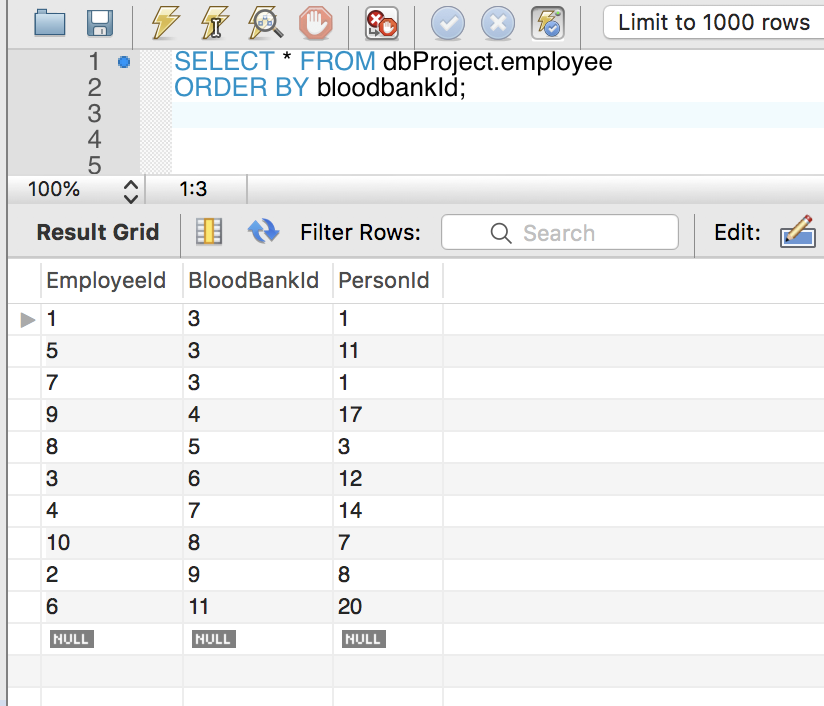 Limit to 1000 rows
1 SELECT * FROM dbProject.employee
2 ORDER BY bloodbankId;
3
4
5
100% 1:3
Result Grid Filter Rows: Search Edit:
EmployeeId BloodBankId PersonId
1 3 1
5 3 11
7 3 1
9 4 17
8 5 3
3 6 12
4 7 14
10 8 7
2 9 8
6 11 20
NULL NULL NULL